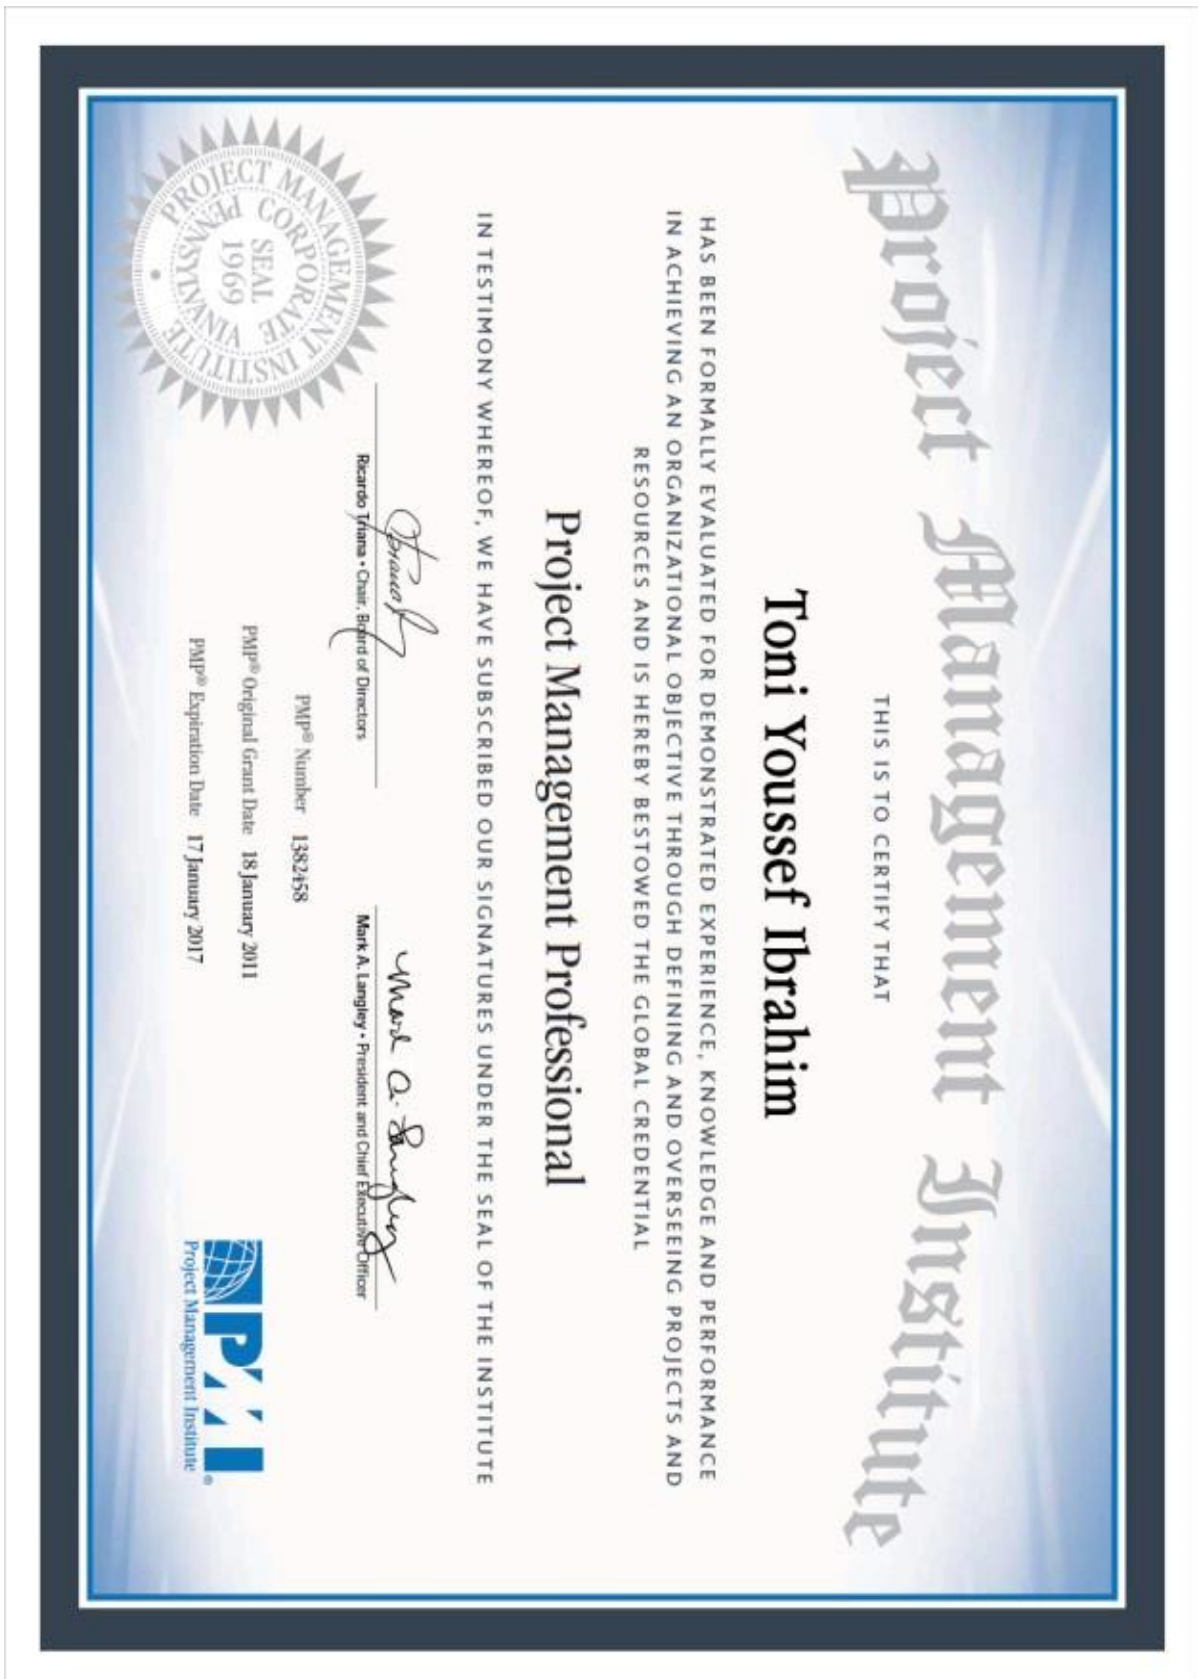 Project Management Institute
THIS IS TO CERTIFY THAT
Toni Youssef Ibrahim
HAS BEEN FORMALLY EVALUATED FOR DEMONSTRATED EXPERIENCE, KNOWLEDGE AND PERFORMANCE
IN ACHIEVING AN ORGANIZATIONAL OBJECTIVE THROUGH DEFINING AND OVERSEEING PROJECTS AND
RESOURCES AND IS HEREBY BESTOWED THE GLOBAL CREDENTIAL
Project Management Professional
IN TESTIMONY WHEREOF, WE HAVE SUBSCRIBED OUR SIGNATURES UNDER THE SEAL OF THE INSTITUTE
Mark A. Langley
Ricardo Triana • Chair, Board of Directors
Mark A. Langley • President and Chief Executive Officer
PMP® Number 1382458
PMP® Original Grant Date 18 January 2011
PMP® Expiration Date 17 January 2017
PROJECT MANAGEMENT INSTITUTE
CORPORATE
SEAL
1969
PENNSYLVANIA
PMI®
Project Management Institute